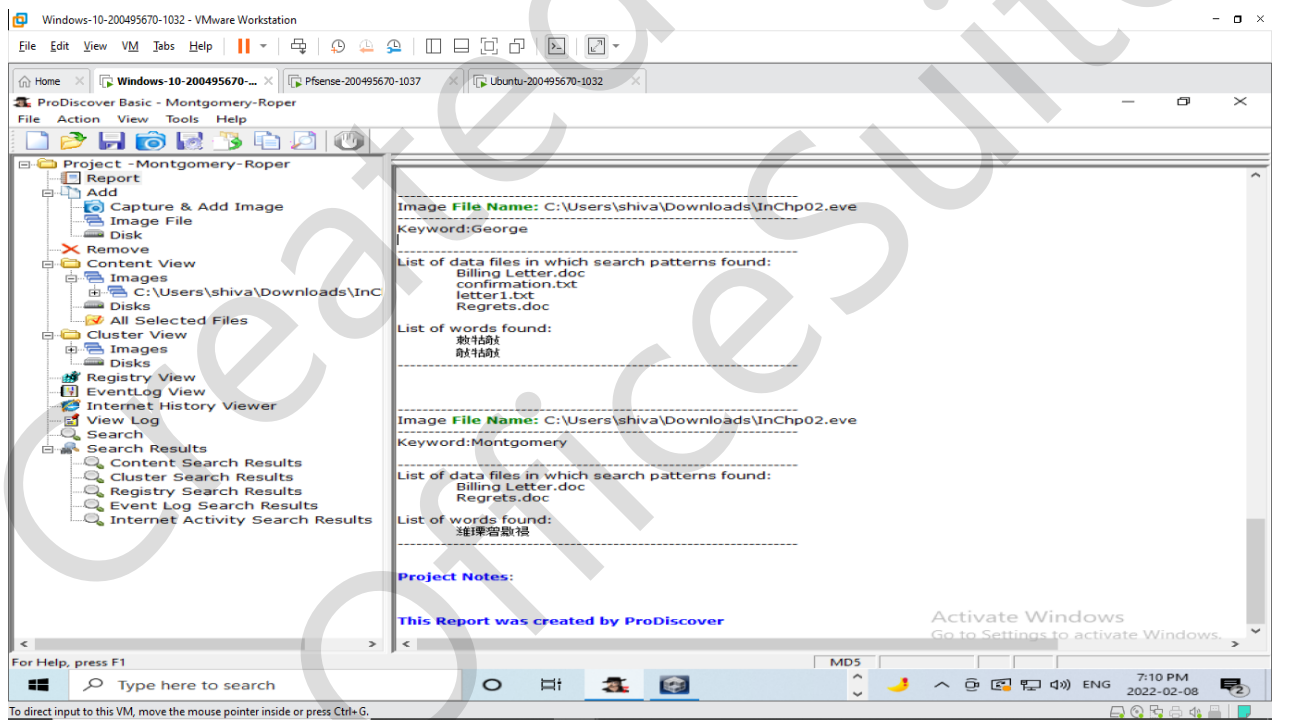 Windows-10-200495670-1032 - VMware Workstation
File Edit View VM Tabs Help
Home Windows-10-200495670-... Pfsense-200495670-1037 Ubuntu-200495670-1032
ProDiscover Basic - Montgomery-Roper
File Action View Tools Help
Project -Montgomery-Roper
Report
Add
Capture & Add Image
Image File
Disk
Remove
Content View
Images
C:\Users\shiva\Downloads\InC
Disks
All Selected Files
Cluster View
Images
Disks
Registry View
EventLog View
Internet History Viewer
View Log
Search
Search Results
Content Search Results
Cluster Search Results
Registry Search Results
Event Log Search Results
Internet Activity Search Results
Image File Name: C:\Users\shiva\Downloads\InChp02.eve
Keyword:George
List of data files in which search patterns found:
Billing Letter.doc
confirmation.txt
letter1.txt
Regrets.doc
List of words found:
Image File Name: C:\Users\shiva\Downloads\InChp02.eve
Keyword:Montgomery
List of data files in which search patterns found:
Billing Letter.doc
Regrets.doc
List of words found:
Project Notes:
This Report was created by ProDiscover
Activate Windows
Go to Settings to activate Windows.
For Help, press F1
MD5
Type here to search
ENG
7:10 PM
2022-02-08
2
To direct input to this VM, move the mouse pointer inside or press Ctrl+G.
Created
OfficeSuite